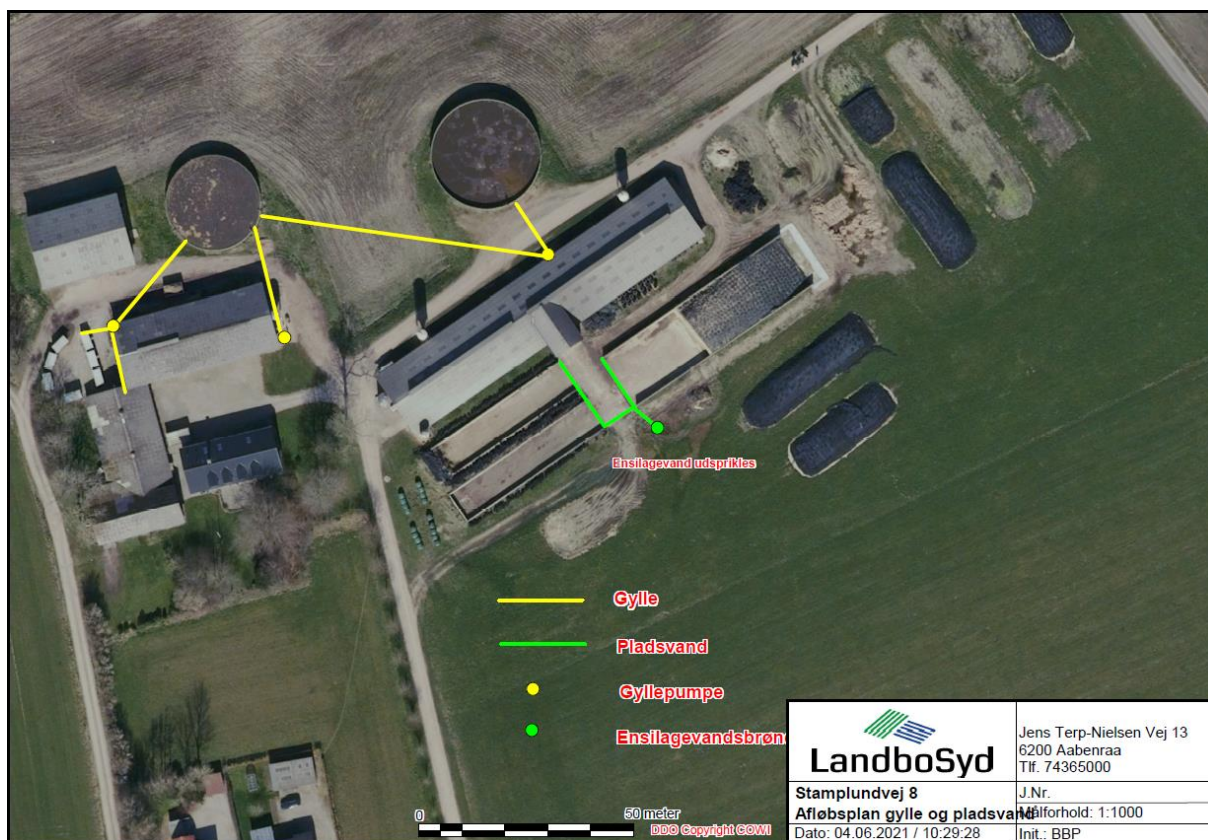 Ensilagevand udsprikles
Gylle
Pladsvand
Gyllepumpe
Ensilagevandsbrønd
0 50 meter
DDO Copyright COWI
LandboSyd
Jens Terp-Nielsen Vej 13
6200 Aabenraa
Tlf. 74365000
Stamplundvej 8
Afløbsplan gylle og pladsvand
Dato: 04.06.2021 / 10:29:28
J.Nr.
Målforhold: 1:1000
Init.: BBP